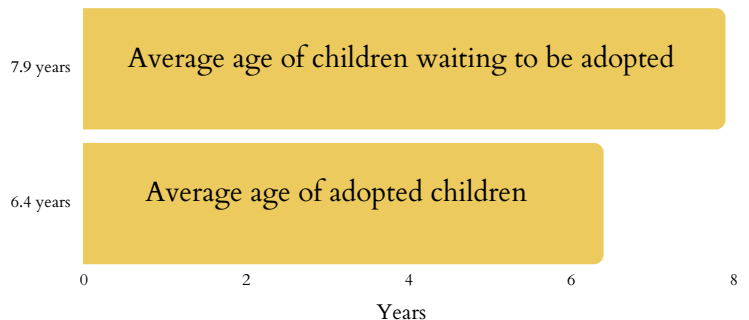 Average age of children waiting to be adopted
7.9 years
Average age of adopted children
6.4 years
0 2 4 6 8
Years